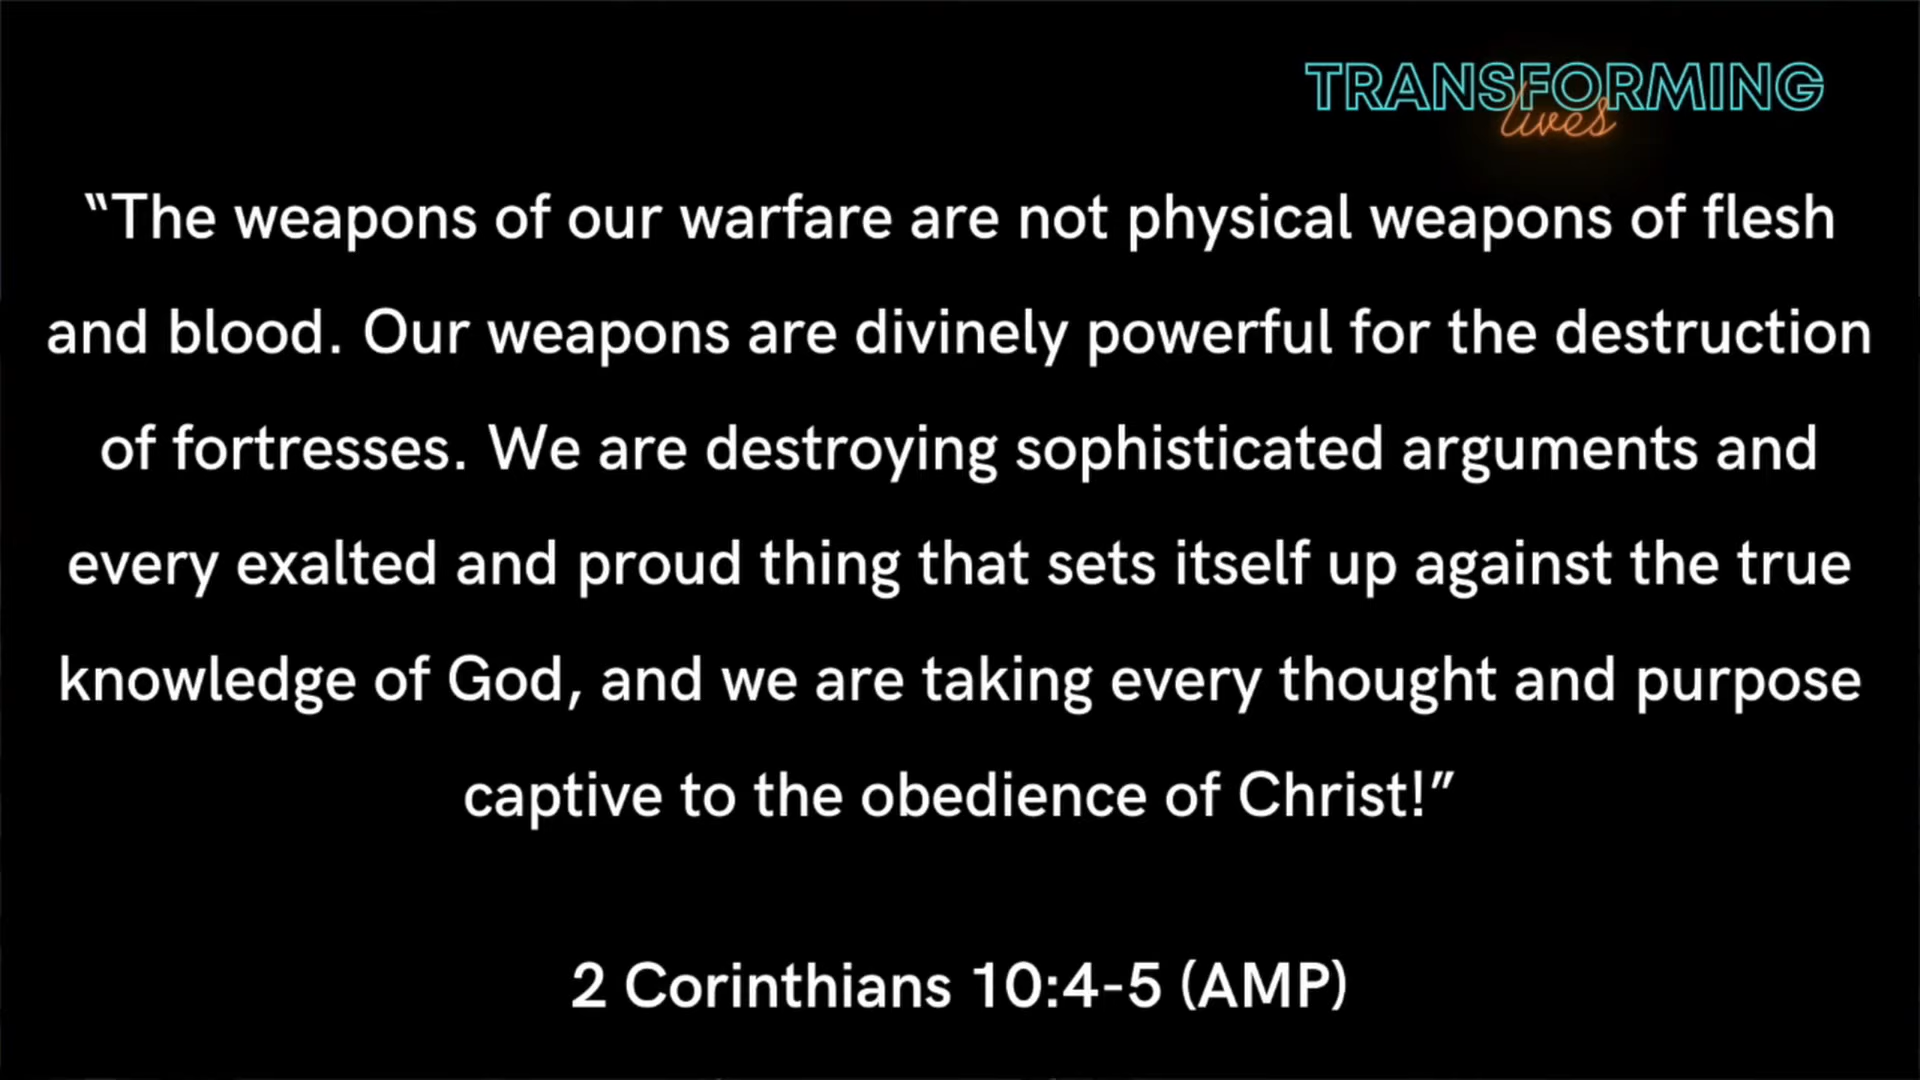 TRANSFORMING
lives
“The weapons of our warfare are not physical weapons of flesh
and blood. Our weapons are divinely powerful for the destruction
of fortresses. We are destroying sophisticated arguments and
every exalted and proud thing that sets itself up against the true
knowledge of God, and we are taking every thought and purpose
captive to the obedience of Christ!”
2 Corinthians 10:4-5 (AMP)